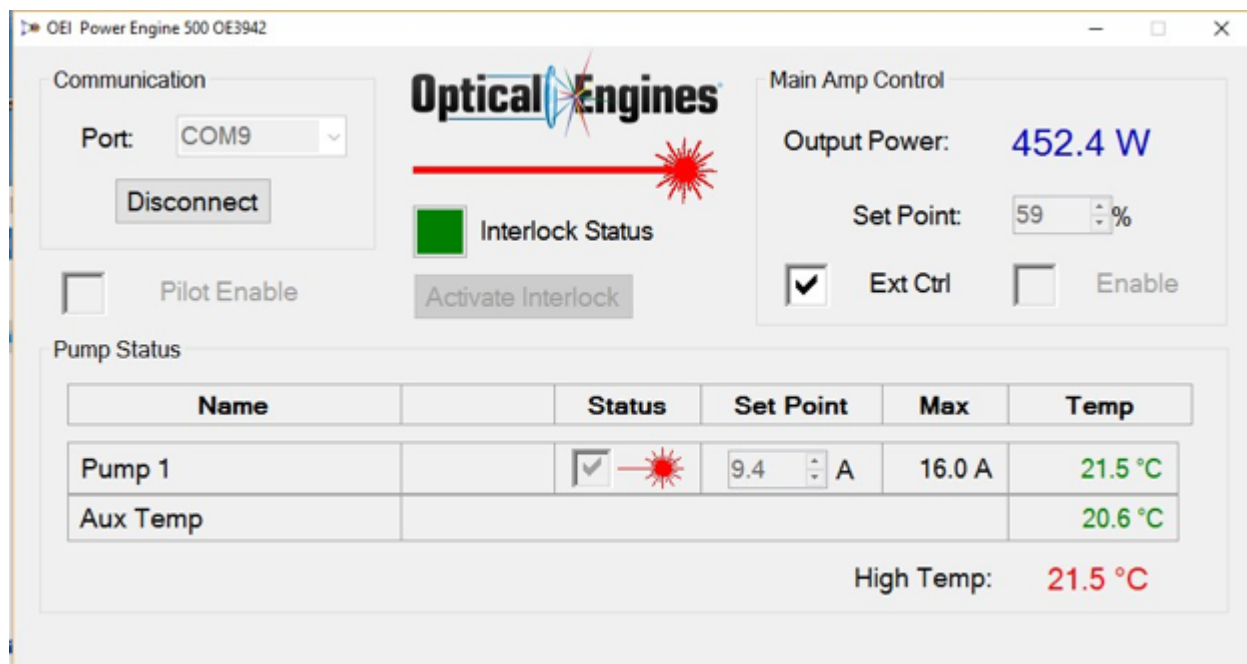 OEI Power Engine 500 OE3942
Communication
Port: COM9
Disconnect
Pilot Enable
Optical Engines
Interlock Status
Activate Interlock
Main Amp Control
Output Power: 452.4 W
Set Point: 59 %
Ext Ctrl Enable
Pump Status
Name Status Set Point Max Temp
Pump 1 9.4 A 16.0 A 21.5 °C
Aux Temp 20.6 °C
High Temp: 21.5 °C